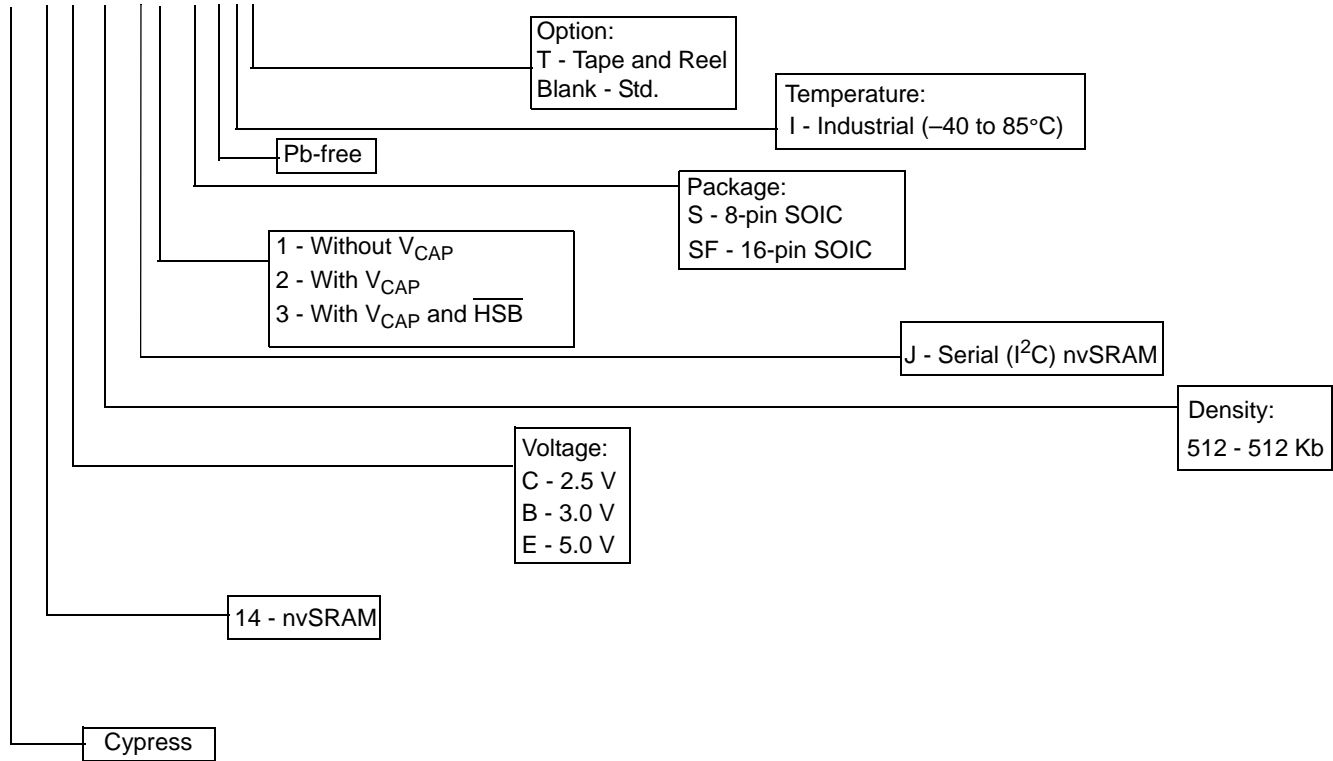 Option:
T - Tape and Reel
Blank - Std.
Temperature:
I - Industrial (–40 to 85°C)
Pb-free
Package:
S - 8-pin SOIC
SF - 16-pin SOIC
1 - Without VCAP
2 - With VCAP
3 - With VCAP and HSB
J - Serial (I2C) nvSRAM
Density:
512 - 512 Kb
Voltage:
C - 2.5 V
B - 3.0 V
E - 5.0 V
14 - nvSRAM
Cypress